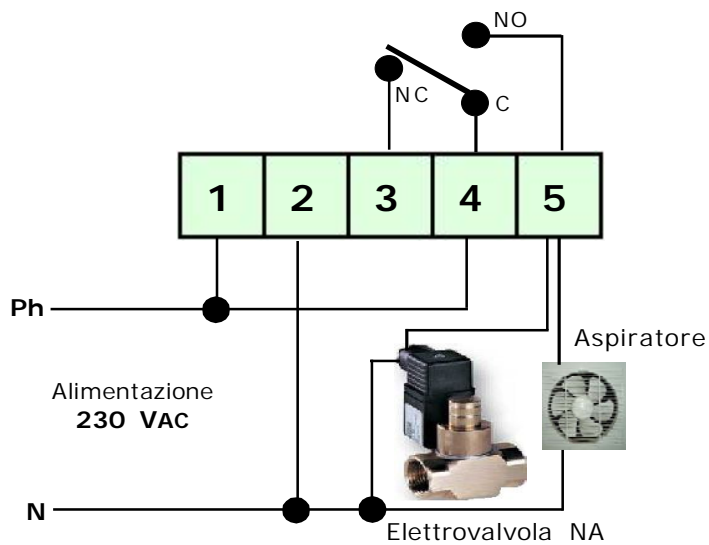 NO
NC
C
1 2 3 4 5
Ph
Aspiratore
Alimentazione
230 VAC
N
Elettrovalvola NA